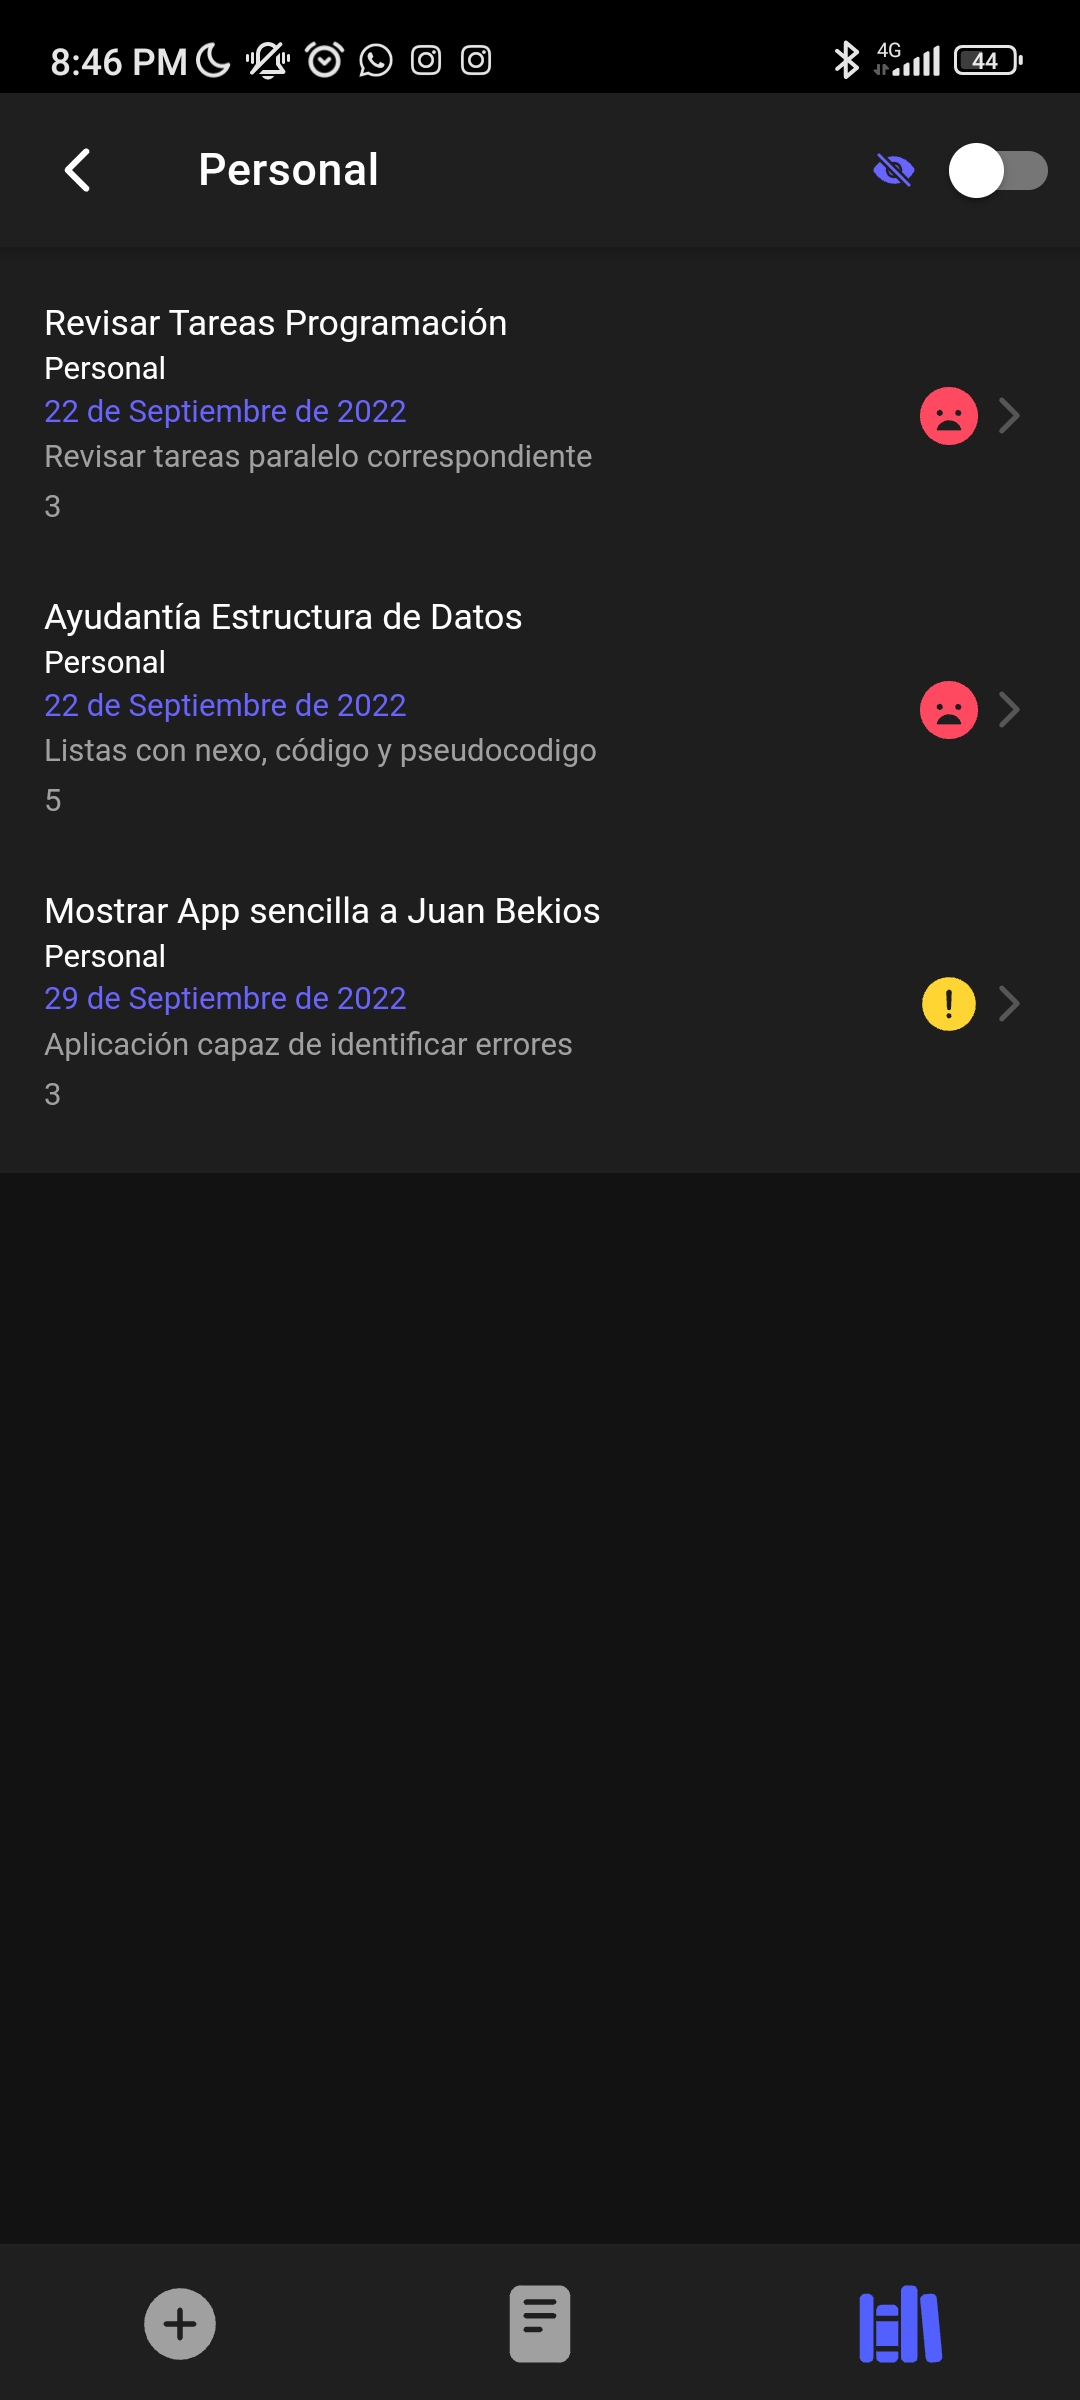 8:46 PM
4G
44
Personal
Revisar Tareas Programación
Personal
22 de Septiembre de 2022
Revisar tareas paralelo correspondiente
3
Ayudantía Estructura de Datos
Personal
22 de Septiembre de 2022
Listas con nexo, código y pseudocodigo
5
Mostrar App sencilla a Juan Bekios
Personal
29 de Septiembre de 2022
Aplicación capaz de identificar errores
3